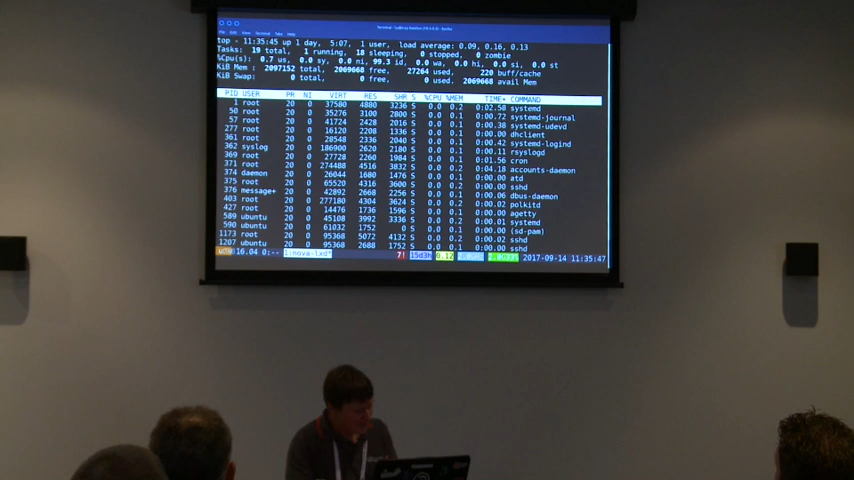 top - 11:35:45 up 1 day, 5:07, 1 user, load average: 0.09, 0.16, 0.13
Tasks: 19 total, 1 running, 18 sleeping, 0 stopped, 0 zombie
%Cpu(s): 0.7 us, 0.0 sy, 0.0 ni, 99.3 id, 0.0 wa, 0.0 hi, 0.0 si, 0.0 st
KiB Mem : 2097152 total, 2069668 free, 27264 used, 220 buff/cache
KiB Swap: 0 total, 0 free, 0 used. 2069668 avail Mem
PID USER PR NI VIRT RES SHR S %CPU %MEM TIME+ COMMAND
1 root 20 0 37580 4880 3236 S 0.0 0.2 0:02.58 systemd
50 root 20 0 35276 3100 2800 S 0.0 0.1 0:00.72 systemd-journal
57 root 20 0 41724 2428 2016 S 0.0 0.1 0:00.38 systemd-udevd
277 root 20 0 16120 2208 1336 S 0.0 0.1 0:00.00 dhclient
361 root 20 0 28548 2336 2040 S 0.0 0.1 0:00.42 systemd-logind
362 syslog 20 0 186900 2620 2180 S 0.0 0.1 0:00.11 rsyslogd
369 root 20 0 27728 2260 1984 S 0.0 0.1 0:01.56 cron
371 root 20 0 274488 4516 3832 S 0.0 0.2 0:04.18 accounts-daemon
374 daemon 20 0 26044 1680 1476 S 0.0 0.1 0:00.00 atd
375 root 20 0 65520 4316 3600 S 0.0 0.2 0:00.00 sshd
376 message+ 20 0 42892 2668 2256 S 0.0 0.1 0:00.06 dbus-daemon
403 root 20 0 277180 4304 3624 S 0.0 0.2 0:00.02 polkitd
427 root 20 0 14476 1736 1596 S 0.0 0.1 0:00.00 agetty
589 ubuntu 20 0 45108 3992 3336 S 0.0 0.2 0:00.01 systemd
590 ubuntu 20 0 61032 1752 0 S 0.0 0.1 0:00.00 (sd-pam)
1173 root 20 0 95368 5072 4132 S 0.0 0.2 0:00.02 sshd
1207 ubuntu 20 0 95368 2688 1752 S 0.0 0.1 0:00.00 sshd
16.04 0:-- 1:nova-lxd* 7! 15d3h 0.12 2017-09-14 11:35:47